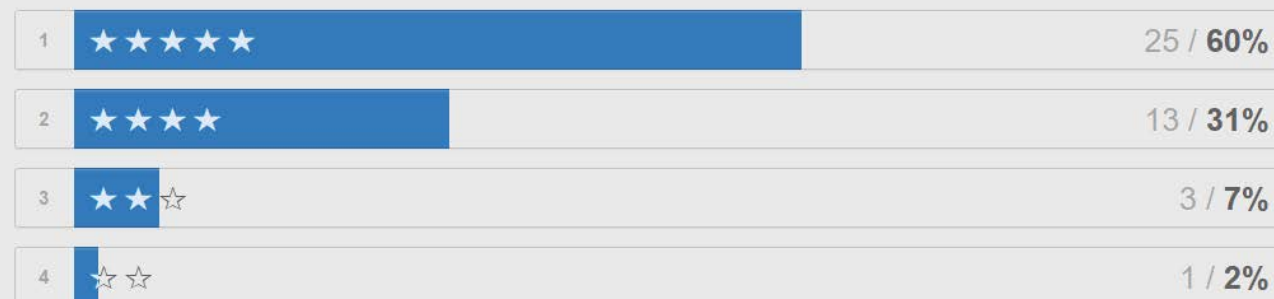 1 ★★★★★ 25 / 60%
2 ★★★★ 13 / 31%
3 ★★☆ 3 / 7%
4 ☆☆ 1 / 2%